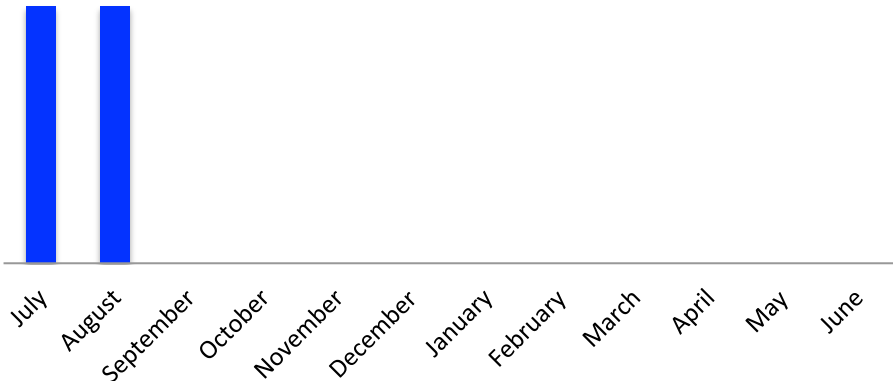 July
August
September
October
November
December
January
February
March
April
May
June